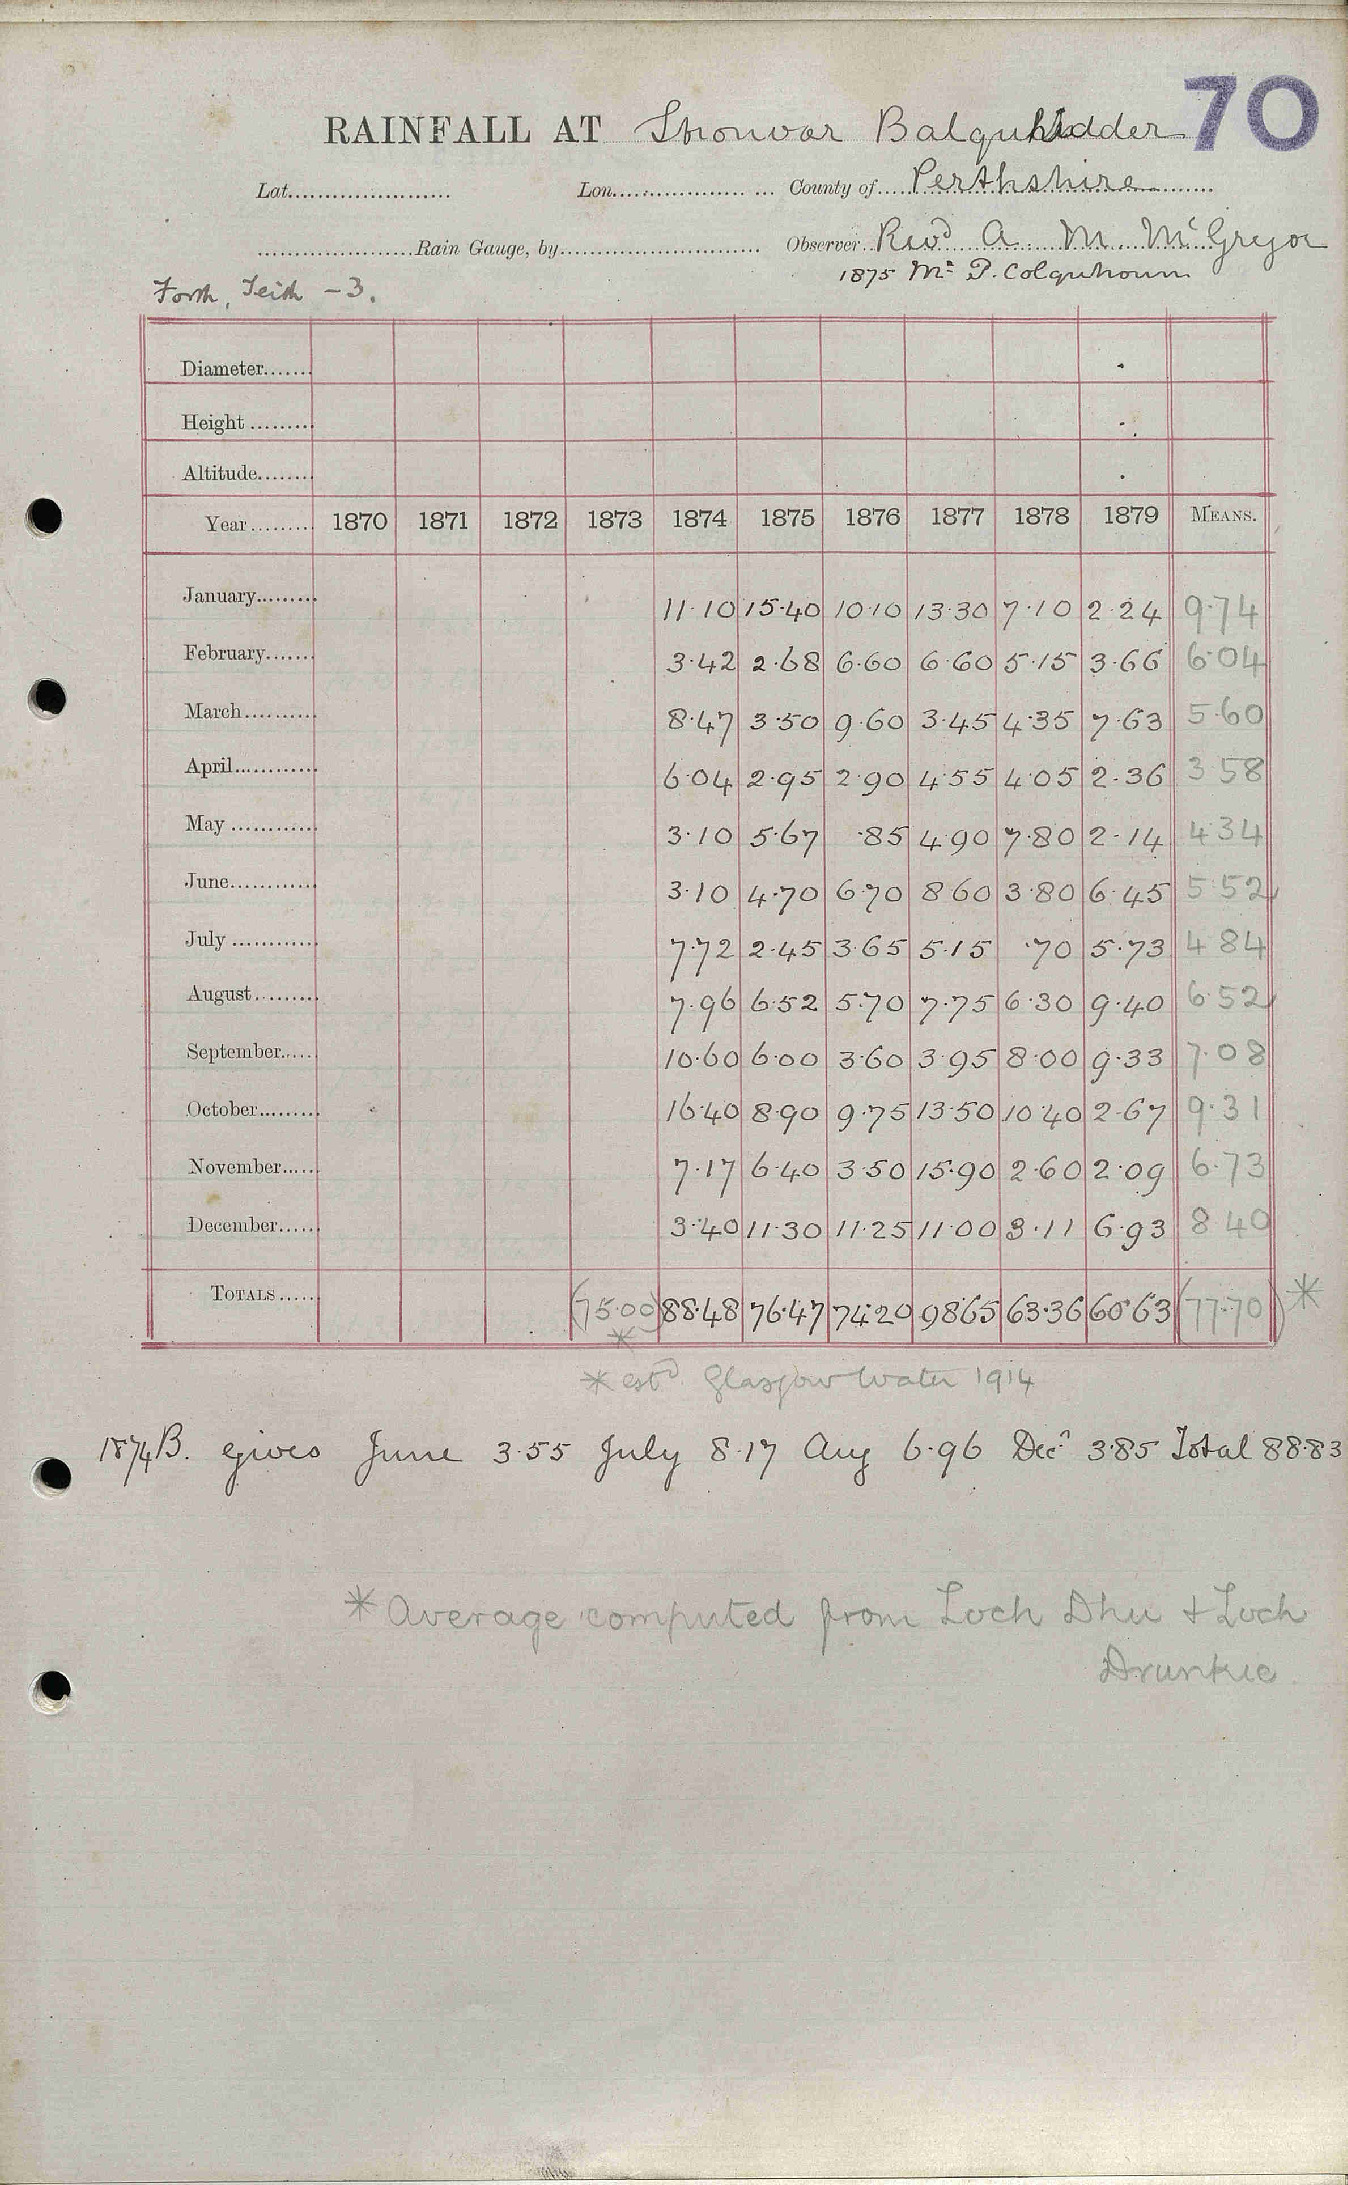 70
RAINFALL AT Stronvar Balquhidder
Lat. Lon. County of Perthshire
Rain Gauge, by Observer Revd A M McGregor
1875 Mr P. Colquhoun
Forth, Teith - 3.
Diameter
Height
Altitude
Year 1870 1871 1872 1873 1874 1875 1876 1877 1878 1879 MEANS.
January 11.10 15.40 10.10 13.30 7.10 2.24 9.74
February 3.42 2.68 6.60 6.60 5.15 3.66 6.04
March 8.47 3.50 9.60 3.45 4.35 7.63 5.60
April 6.04 2.95 2.90 4.55 4.05 2.36 3.58
May 3.10 5.67 .85 4.90 7.80 2.14 4.34
June 3.10 4.70 6.70 8.60 3.80 6.45 5.52
July 7.72 2.45 3.65 5.15 .70 5.73 4.84
August 7.96 6.52 5.70 7.75 6.30 9.40 6.52
September 10.60 6.00 3.60 3.95 8.00 9.33 7.08
October 16.40 8.90 9.75 13.50 10.40 2.67 9.31
November 7.17 6.40 3.50 15.90 2.60 2.09 6.73
December 3.40 11.30 11.25 11.00 3.11 6.93 8.40
TOTALS (75.00)* 88.48 76.47 74.20 98.65 63.36 60.63 (77.70)*
* estd. Glasgow Water 1914
1874 B. gives June 3.55 July 8.17 Aug 6.96 Decr 3.85 Total 88.83
* Average computed from Loch Dhu + Loch
Drunkie